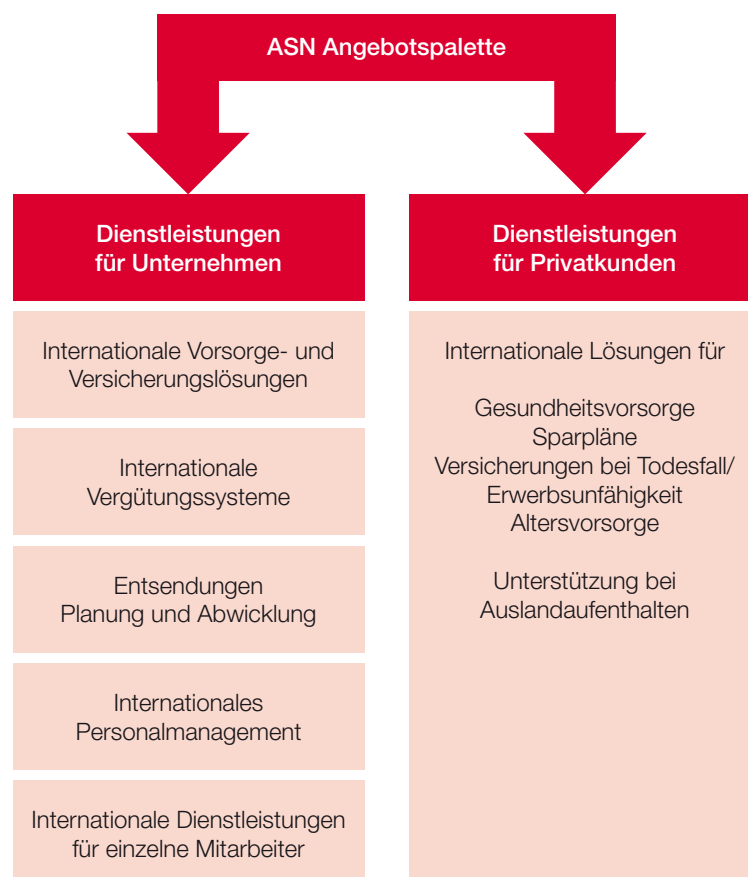 ASN Angebotspalette
Dienstleistungen
für Unternehmen
Internationale Vorsorge- und
Versicherungslösungen
Internationale
Vergütungssysteme
Entsendungen
Planung und Abwicklung
Internationales
Personalmanagement
Internationale Dienstleistungen
für einzelne Mitarbeiter
Dienstleistungen
für Privatkunden
Internationale Lösungen für
Gesundheitsvorsorge
Sparpläne
Versicherungen bei Todesfall/
Erwerbsunfähigkeit
Altersvorsorge
Unterstützung bei
Auslandaufenthalten